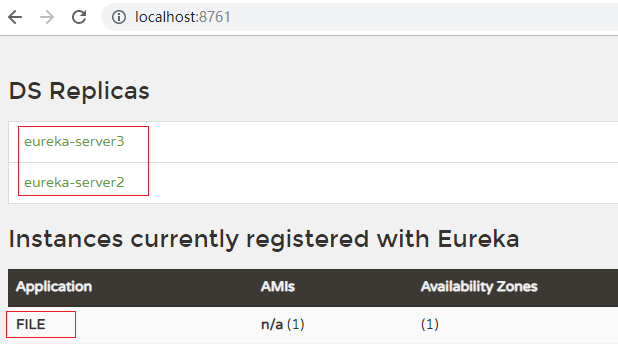 localhost:8761
DS Replicas
eureka-server3
eureka-server2
Instances currently registered with Eureka
Application AMIs Availability Zones
FILE n/a (1) (1)